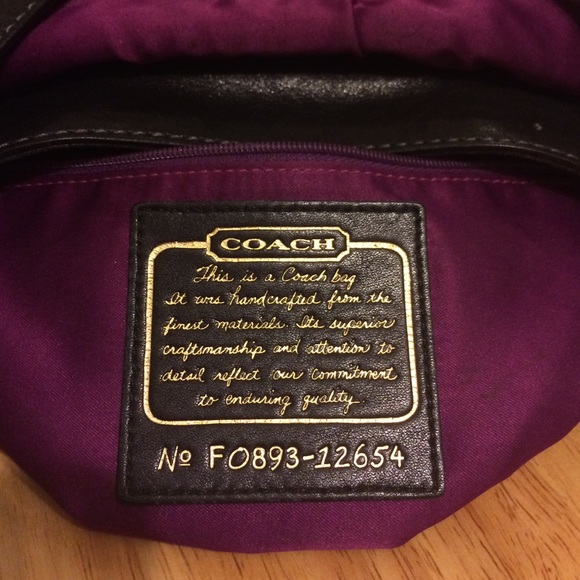 COACH
This is a Coach bag
It was handcrafted from the
finest materials. Its superior
craftsmanship and attention to
detail reflect our commitment
to enduring quality.
Nº F0893-12654